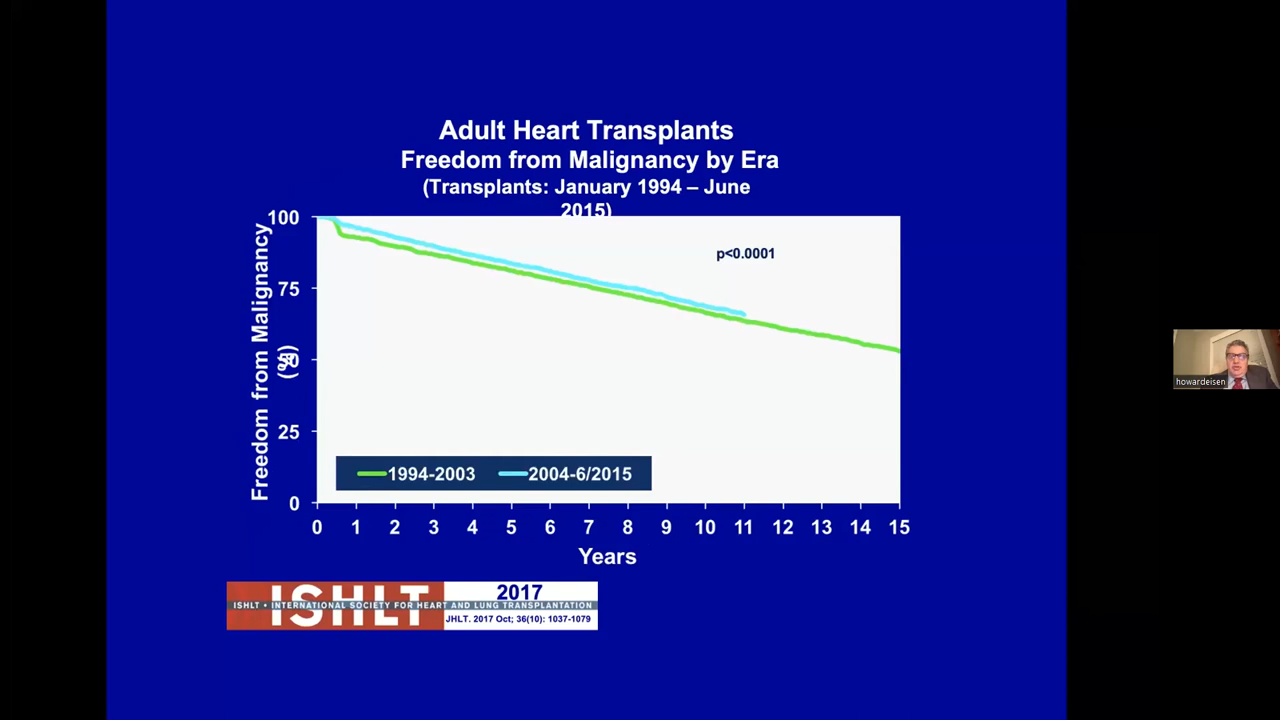 Adult Heart Transplants
Freedom from Malignancy by Era
(Transplants: January 1994 – June
2015)
Freedom from Malignancy
(%)
100
75
50
25
0
p<0.0001
1994-2003
2004-6/2015
0 1 2 3 4 5 6 7 8 9 10 11 12 13 14 15
Years
ISHLT
ISHLT • INTERNATIONAL SOCIETY FOR HEART AND LUNG TRANSPLANTATION
2017
JHLT. 2017 Oct; 36(10): 1037-1079
howardeisen